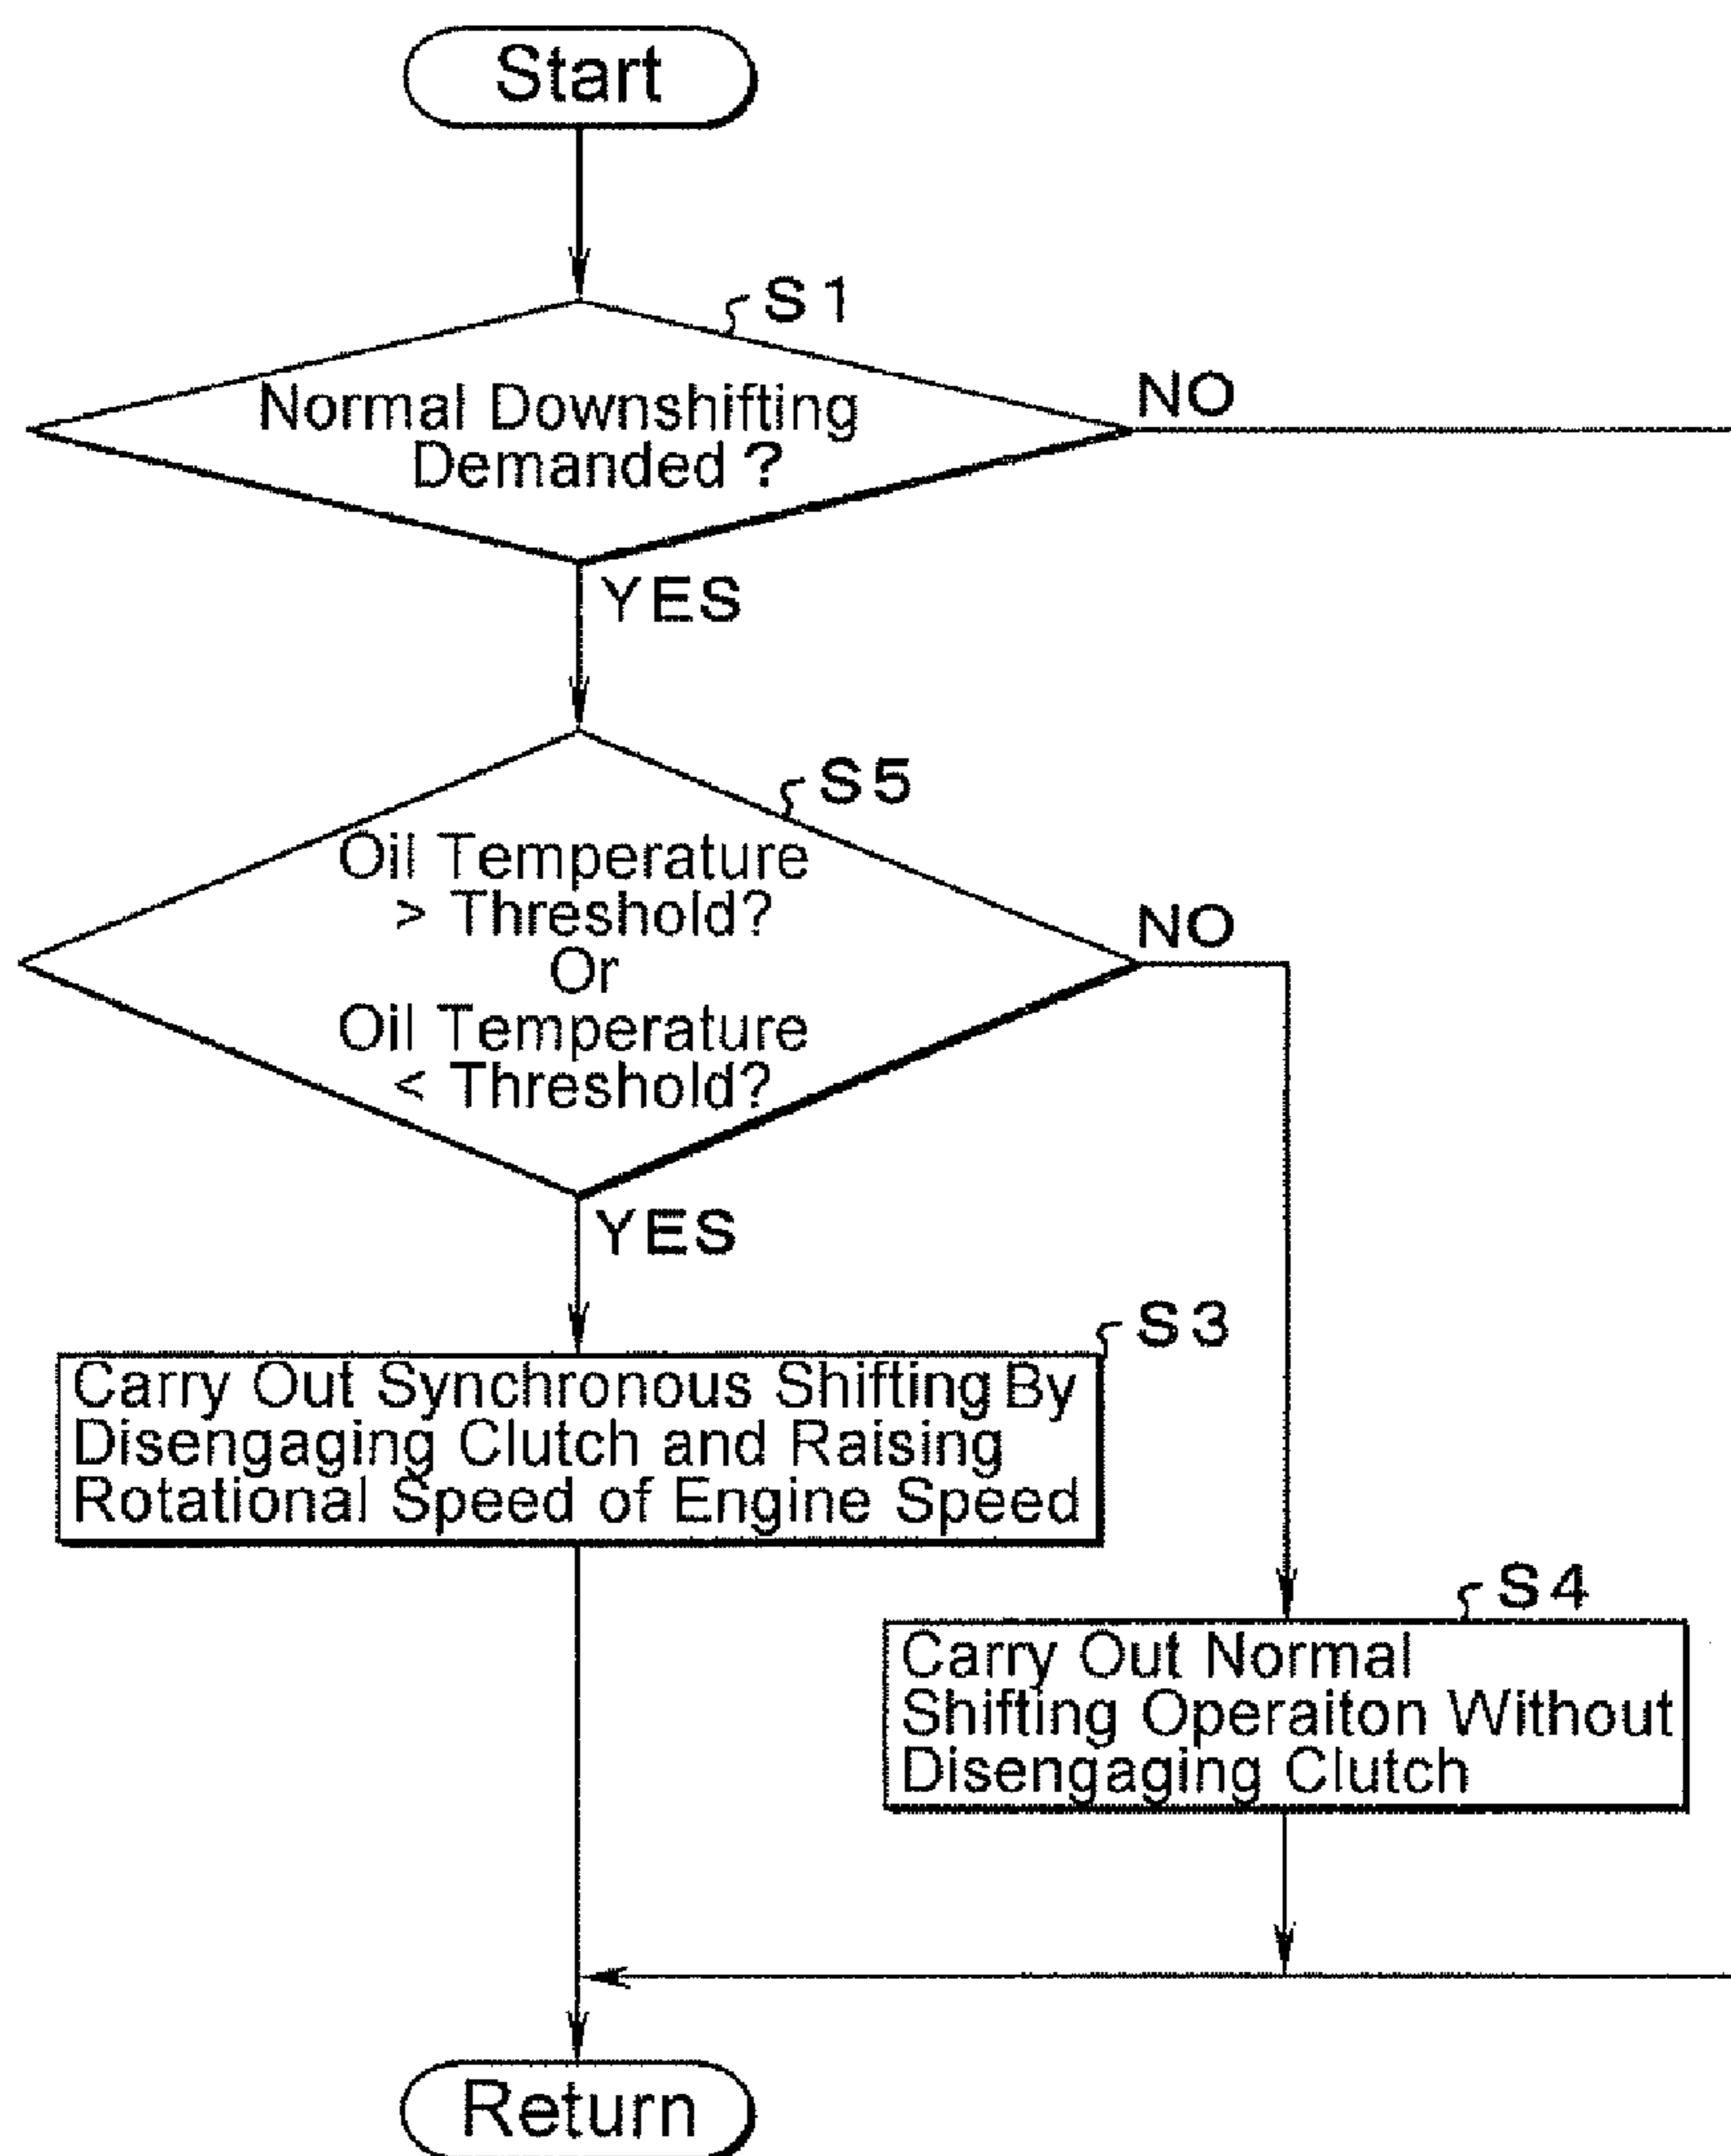 Start
S1
Normal Downshifting
Demanded ?
NO
YES
S5
Oil Temperature
> Threshold?
Or
Oil Temperature
< Threshold?
NO
YES
S3
Carry Out Synchronous Shifting By
Disengaging Clutch and Raising
Rotational Speed of Engine Speed
S4
Carry Out Normal
Shifting Operaiton Without
Disengaging Clutch
Return